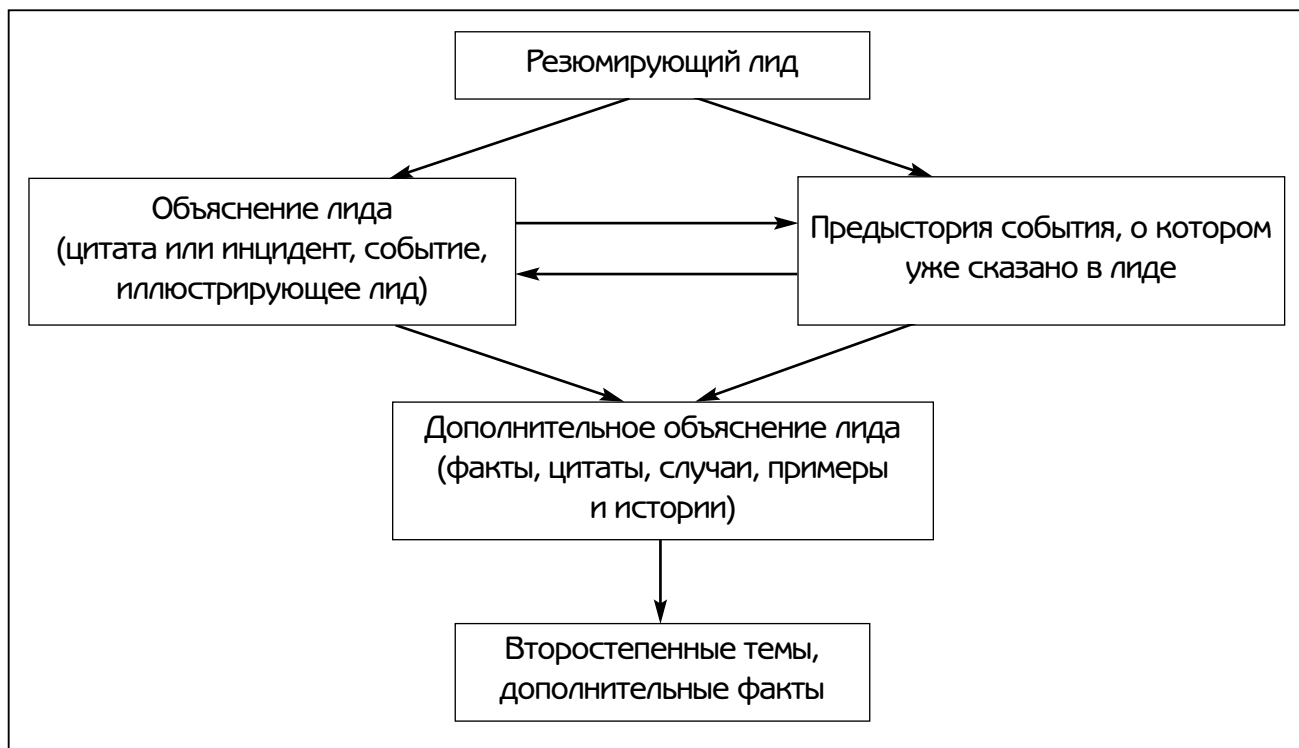 Резюмирующий лид
Объяснение лида
(цитата или инцидент, событие,
иллюстрирующее лид)
Предыстория события, о котором
уже сказано в лиде
Дополнительное объяснение лида
(факты, цитаты, случаи, примеры
и истории)
Второстепенные темы,
дополнительные факты